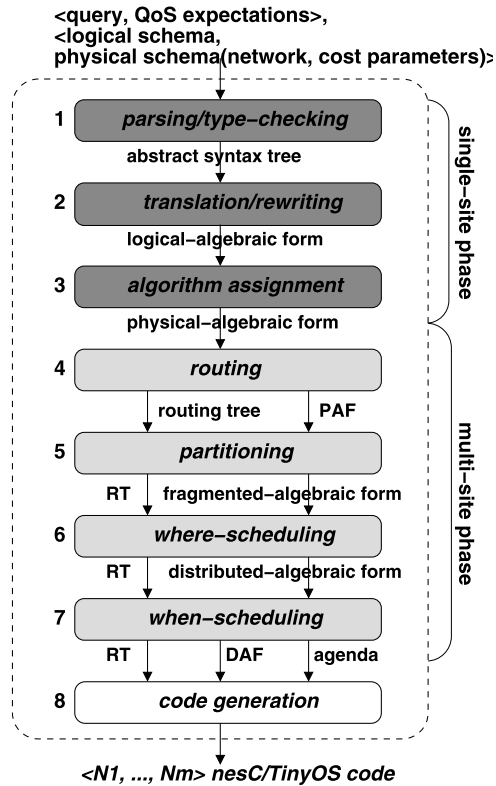 <query, QoS expectations>,
<logical schema,
physical schema(network, cost parameters)>
1 parsing/type−checking
abstract syntax tree
2 translation/rewriting
logical−algebraic form
3 algorithm assignment
physical−algebraic form
single−site phase
4 routing
routing tree PAF
5 partitioning
RT fragmented−algebraic form
6 where−scheduling
RT distributed−algebraic form
7 when−scheduling
RT DAF agenda
multi−site phase
8 code generation
<N1, ..., Nm> nesC/TinyOS code